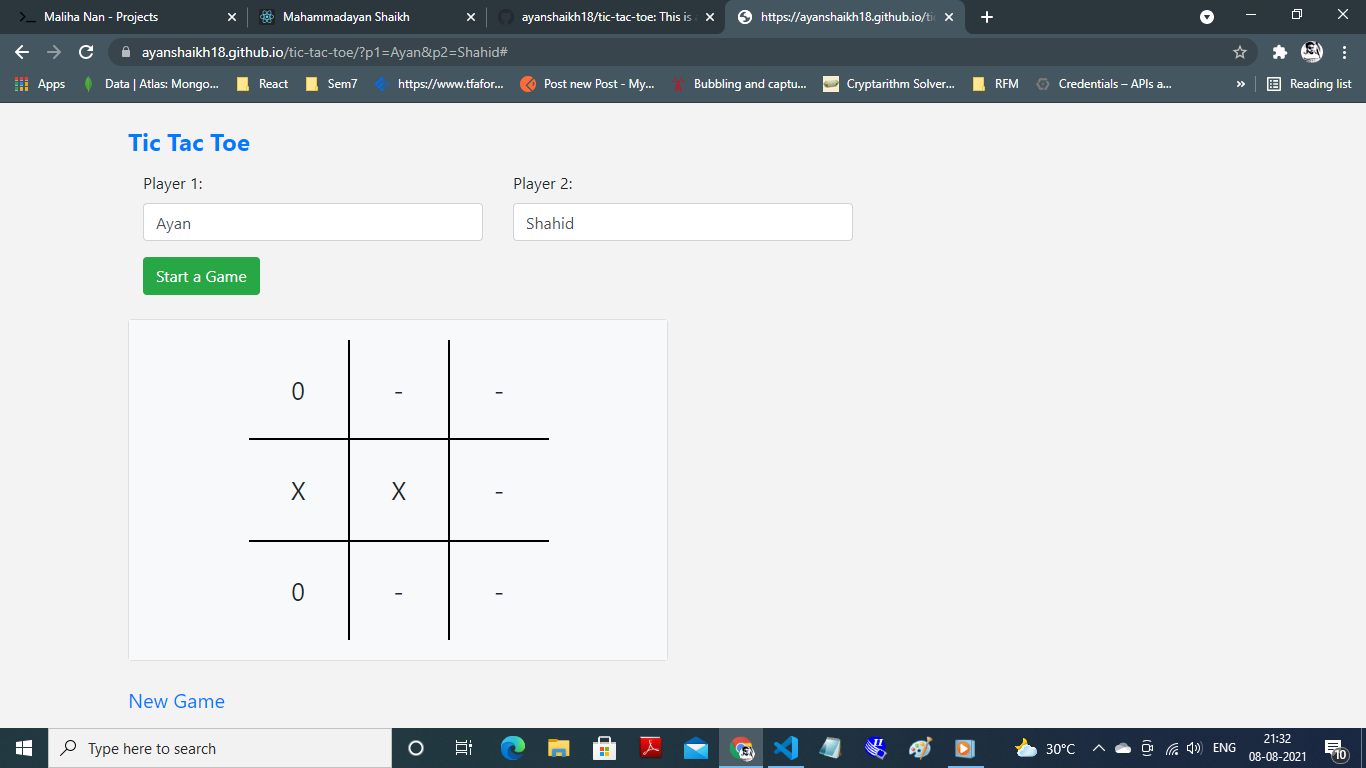 Maliha Nan - Projects
Mahammadayan Shaikh
ayanshaikh18/tic-tac-toe: This is
https://ayanshaikh18.github.io/ti
ayanshaikh18.github.io/tic-tac-toe/?p1=Ayan&p2=Shahid#
Apps Data | Atlas: Mongo... React Sem7 https://www.tfafor... Post new Post - My... Bubbling and captu... Cryptarithm Solver... RFM Credentials – APIs a... » Reading list
Tic Tac Toe
Player 1: Player 2:
Ayan Shahid
Start a Game
0 - -
X X -
0 - -
New Game
Type here to search
30°C
ENG
21:32
08-08-2021
10